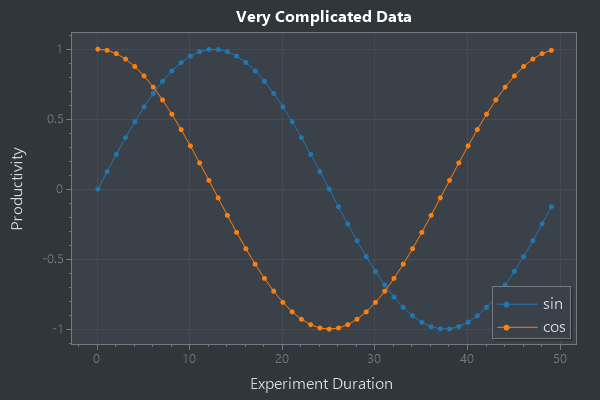 Very Complicated Data
Productivity
1
0.5
0
-0.5
-1
0
10
20
30
40
50
Experiment Duration
sin
cos